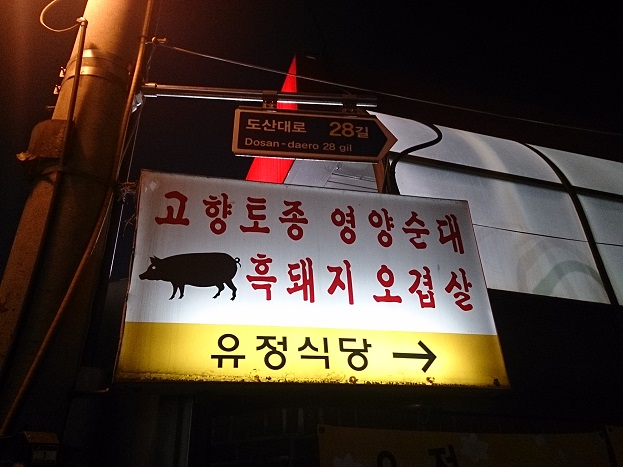 도산대로 28길
Dosan-daero 28 gil
고향토종 영양순대
흑돼지 오겹살
유정식당 →